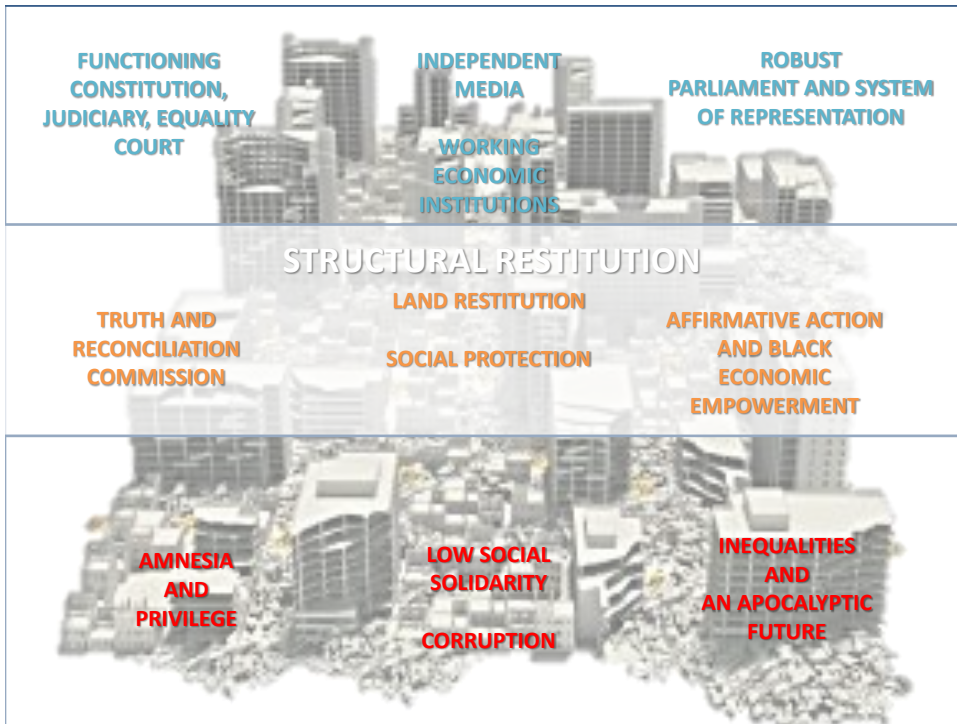 FUNCTIONING
CONSTITUTION,
JUDICIARY, EQUALITY
COURT
INDEPENDENT
MEDIA
WORKING
ECONOMIC
INSTITUTIONS
ROBUST
PARLIAMENT AND SYSTEM
OF REPRESENTATION
STRUCTURAL RESTITUTION
TRUTH AND
RECONCILIATION
COMMISSION
LAND RESTITUTION
SOCIAL PROTECTION
AFFIRMATIVE ACTION
AND BLACK
ECONOMIC
EMPOWERMENT
AMNESIA
AND
PRIVILEGE
LOW SOCIAL
SOLIDARITY
CORRUPTION
INEQUALITIES
AND
AN APOCALYPTIC
FUTURE